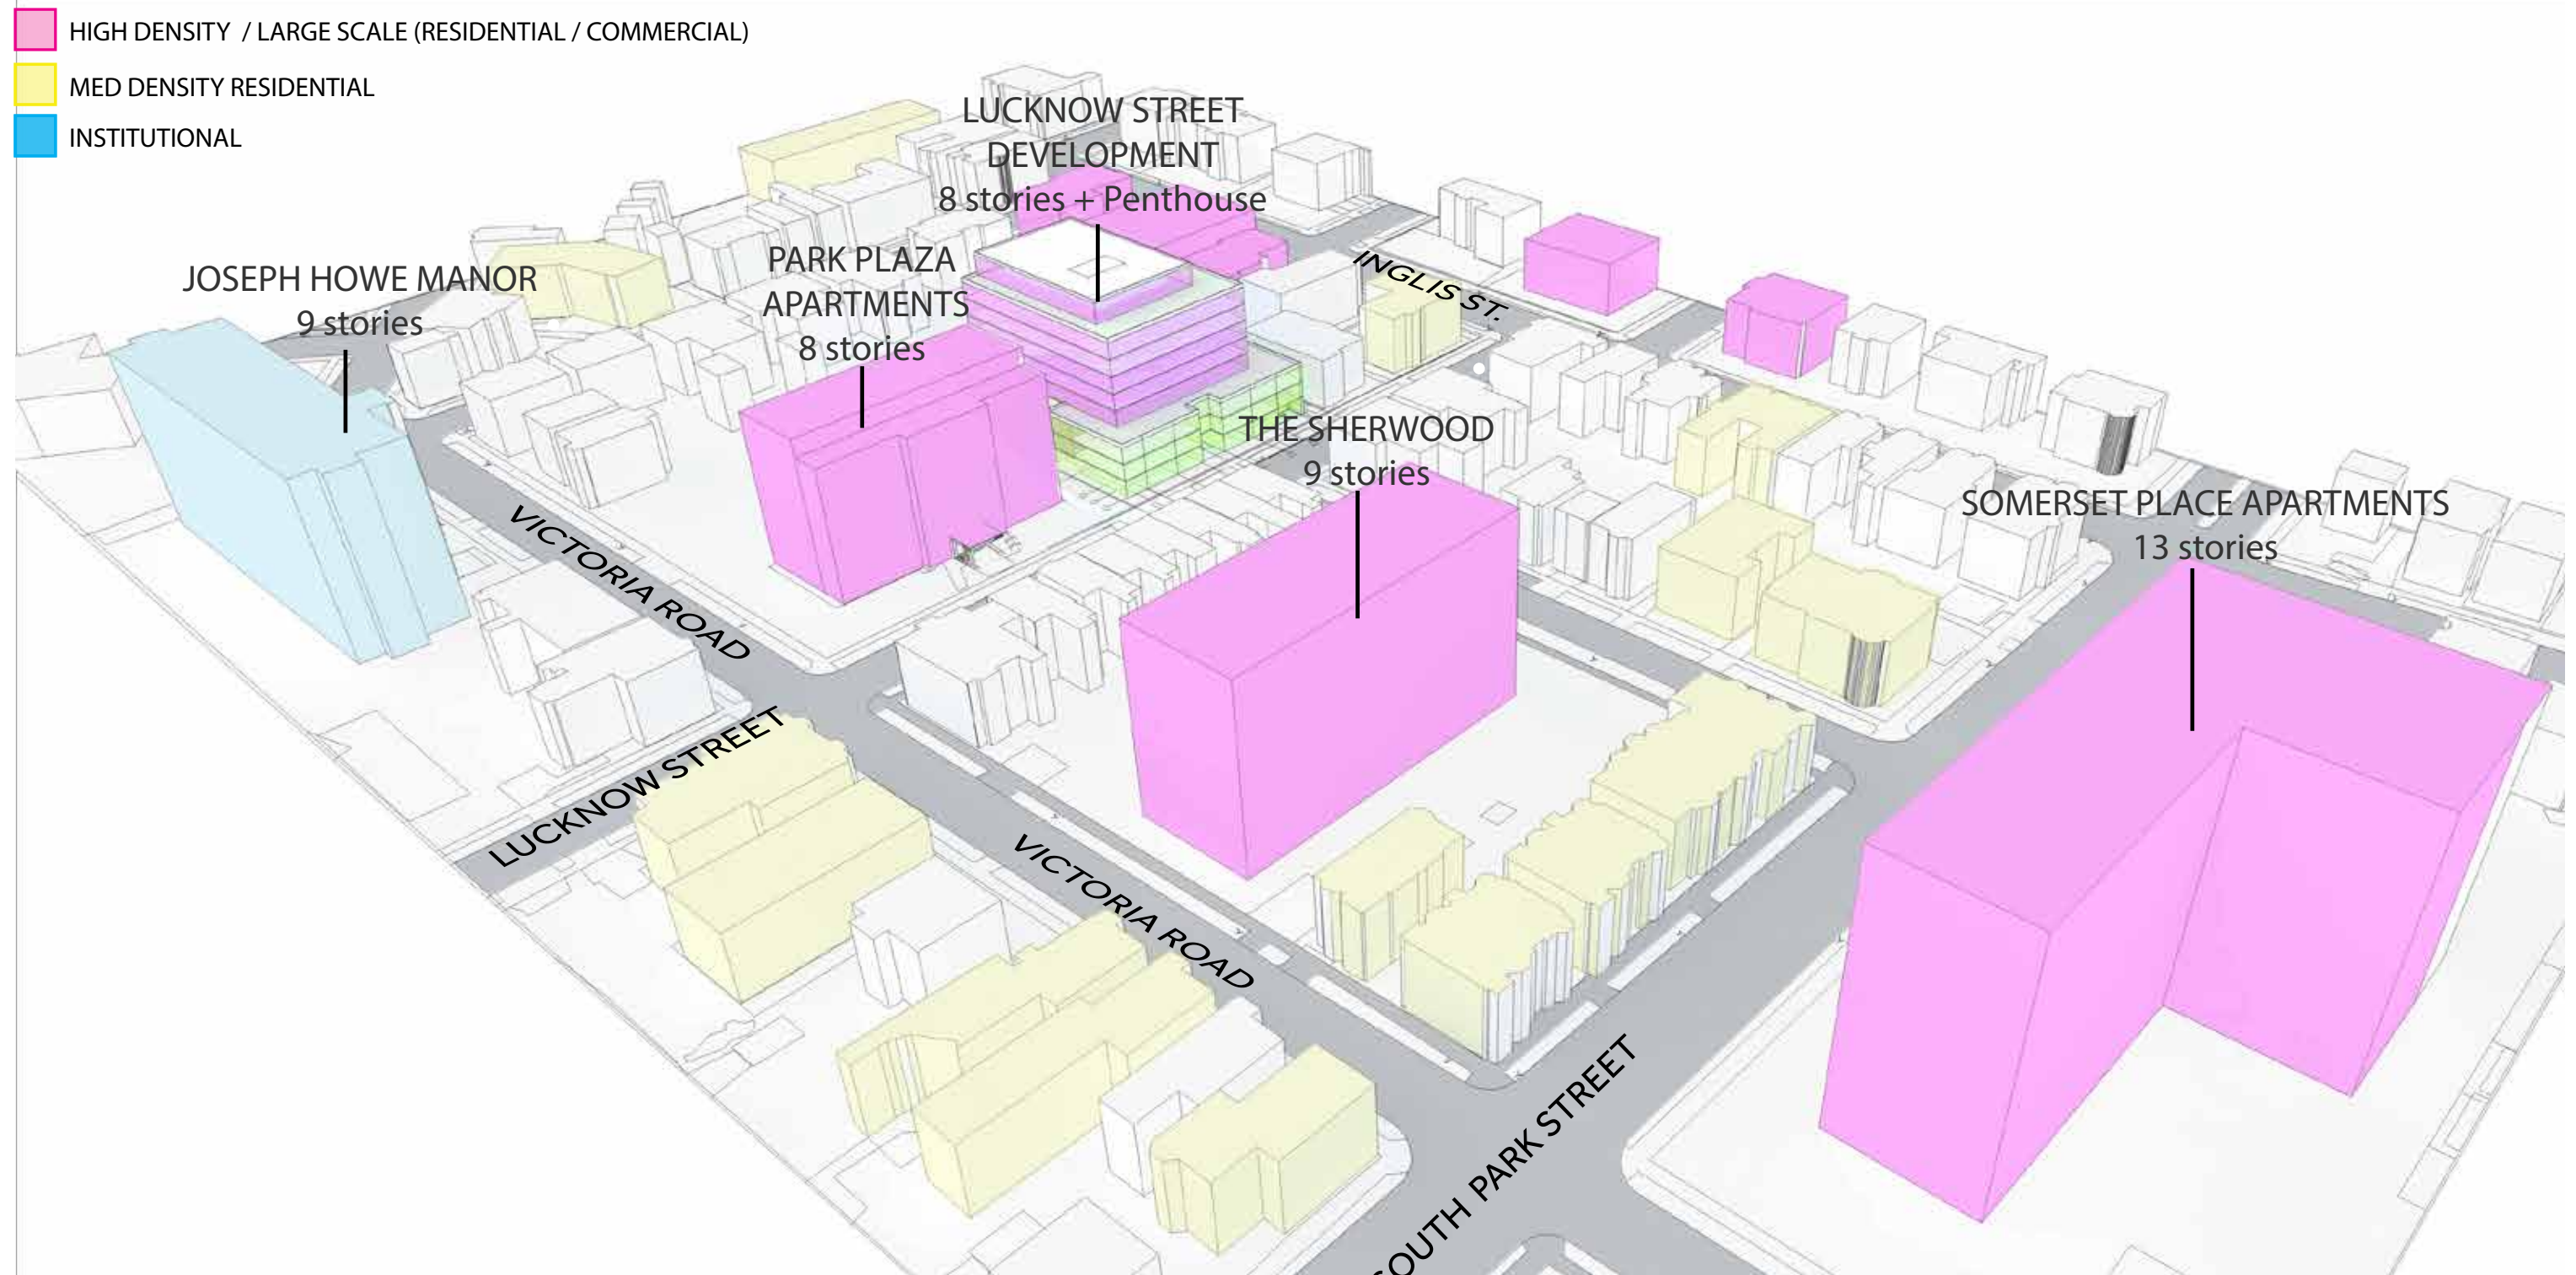 HIGH DENSITY / LARGE SCALE (RESIDENTIAL / COMMERCIAL)
MED DENSITY RESIDENTIAL
INSTITUTIONAL
LUCKNOW STREET
DEVELOPMENT
8 stories + Penthouse
PARK PLAZA
APARTMENTS
8 stories
JOSEPH HOWE MANOR
9 stories
INGLIS ST.
THE SHERWOOD
9 stories
SOMERSET PLACE APARTMENTS
13 stories
VICTORIA ROAD
LUCKNOW STREET
VICTORIA ROAD
SOUTH PARK STREET